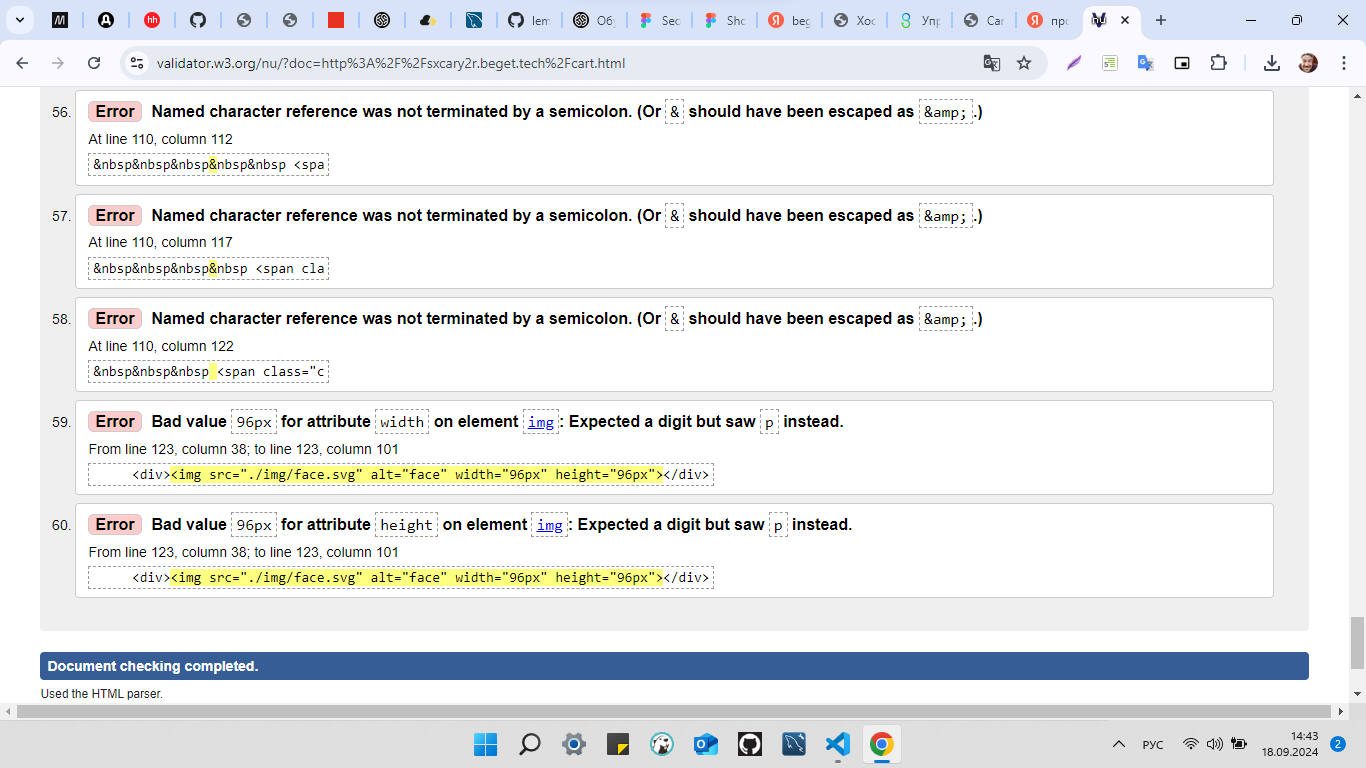 hh
lem
Обу
Sec
Shc
beg
Хос
Упр
Car
про
nu
validator.w3.org/nu/?doc=http%3A%2F%2Fsxcary2r.beget.tech%2Fcart.html
56. Error Named character reference was not terminated by a semicolon. (Or & should have been escaped as &amp;.)
At line 110, column 112
&nbsp&nbsp&nbsp&nbsp&nbsp <spa
57. Error Named character reference was not terminated by a semicolon. (Or & should have been escaped as &amp;.)
At line 110, column 117
&nbsp&nbsp&nbsp&nbsp <span cla
58. Error Named character reference was not terminated by a semicolon. (Or & should have been escaped as &amp;.)
At line 110, column 122
&nbsp&nbsp&nbsp <span class="c
59. Error Bad value 96px for attribute width on element img: Expected a digit but saw p instead.
From line 123, column 38; to line 123, column 101
<div><img src="./img/face.svg" alt="face" width="96px" height="96px"></div>
60. Error Bad value 96px for attribute height on element img: Expected a digit but saw p instead.
From line 123, column 38; to line 123, column 101
<div><img src="./img/face.svg" alt="face" width="96px" height="96px"></div>
Document checking completed.
Used the HTML parser.
РУС
14:43
18.09.2024
2